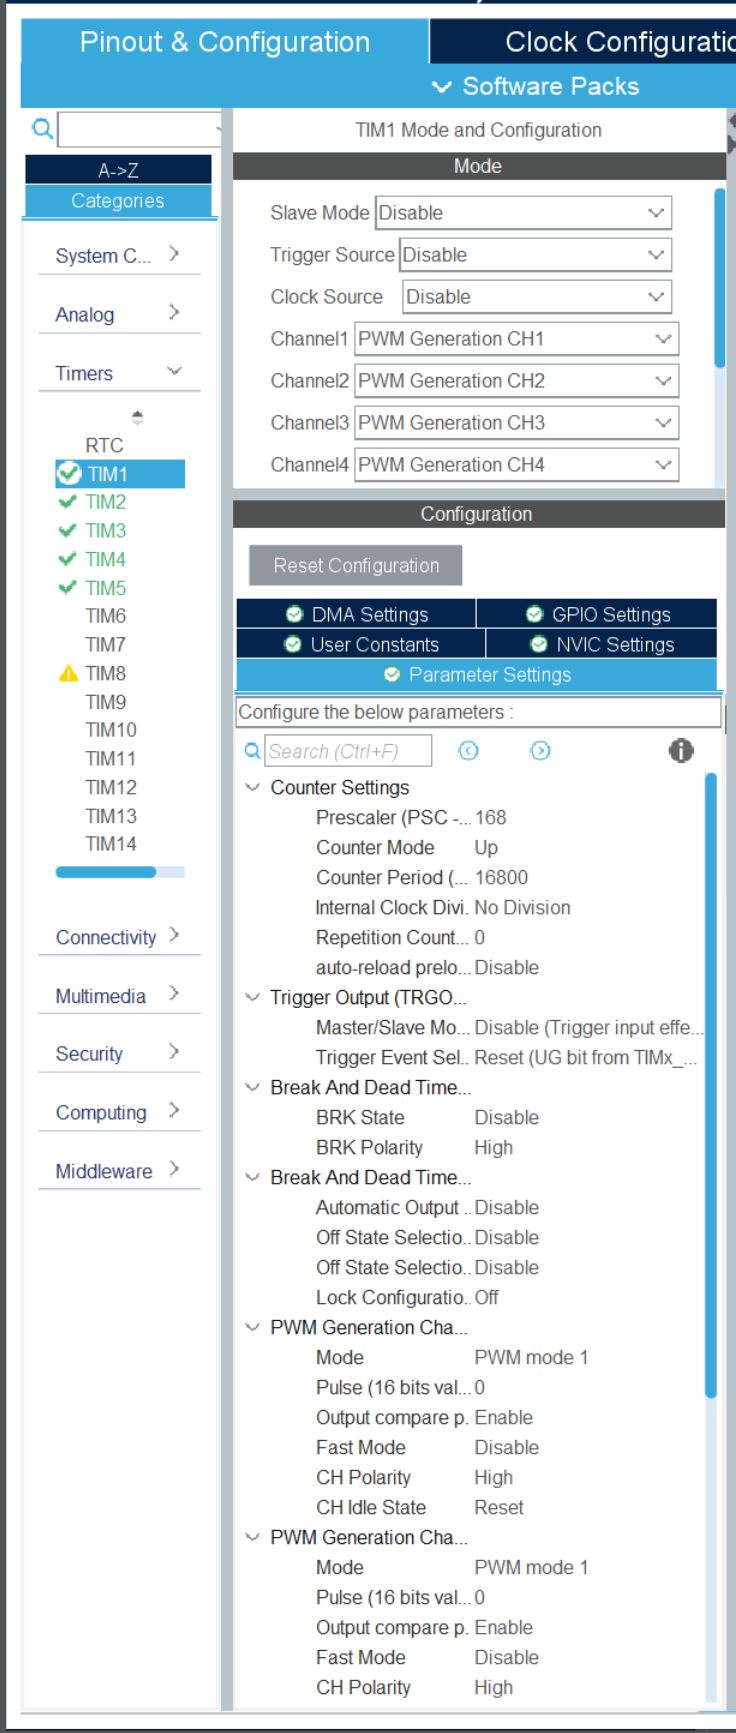 Pinout & Configuration
Clock Configuratio
Software Packs
A->Z
Categories
System C...
Analog
Timers
RTC
TIM1
TIM2
TIM3
TIM4
TIM5
TIM6
TIM7
TIM8
TIM9
TIM10
TIM11
TIM12
TIM13
TIM14
Connectivity
Multimedia
Security
Computing
Middleware
TIM1 Mode and Configuration
Mode
Slave Mode Disable
Trigger Source Disable
Clock Source Disable
Channel1 PWM Generation CH1
Channel2 PWM Generation CH2
Channel3 PWM Generation CH3
Channel4 PWM Generation CH4
Configuration
Reset Configuration
DMA Settings
GPIO Settings
User Constants
NVIC Settings
Parameter Settings
Configure the below parameters :
Search (Ctrl+F)
Counter Settings
Prescaler (PSC -... 168
Counter Mode Up
Counter Period (... 16800
Internal Clock Divi. No Division
Repetition Count... 0
auto-reload prelo... Disable
Trigger Output (TRGO...
Master/Slave Mo... Disable (Trigger input effe...
Trigger Event Sel.. Reset (UG bit from TIMx_...
Break And Dead Time...
BRK State Disable
BRK Polarity High
Break And Dead Time...
Automatic Output .. Disable
Off State Selectio.. Disable
Off State Selectio.. Disable
Lock Configuratio.. Off
PWM Generation Cha...
Mode PWM mode 1
Pulse (16 bits val... 0
Output compare p. Enable
Fast Mode Disable
CH Polarity High
CH Idle State Reset
PWM Generation Cha...
Mode PWM mode 1
Pulse (16 bits val... 0
Output compare p. Enable
Fast Mode Disable
CH Polarity High